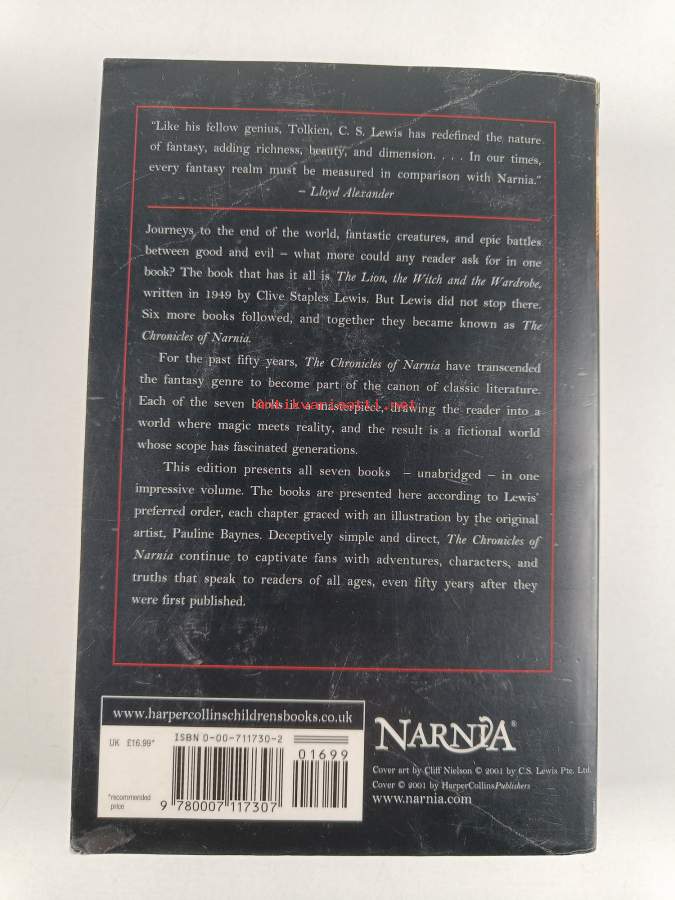 "Like his fellow genius, Tolkien, C. S. Lewis has redefined the nature
of fantasy, adding richness, beauty, and dimension. . . . In our times,
every fantasy realm must be measured in comparison with Narnia."
– Lloyd Alexander
Journeys to the end of the world, fantastic creatures, and epic battles
between good and evil – what more could any reader ask for in one
book? The book that has it all is The Lion, the Witch and the Wardrobe,
written in 1949 by Clive Staples Lewis. But Lewis did not stop there.
Six more books followed, and together they became known as The
Chronicles of Narnia.
For the past fifty years, The Chronicles of Narnia have transcended
the fantasy genre to become part of the canon of classic literature.
Each of the seven books is a masterpiece, drawing the reader into a
Antikvariaatti.net
world where magic meets reality, and the result is a fictional world
whose scope has fascinated generations.
This edition presents all seven books – unabridged – in one
impressive volume. The books are presented here according to Lewis'
preferred order, each chapter graced with an illustration by the original
artist, Pauline Baynes. Deceptively simple and direct, The Chronicles of
Narnia continue to captivate fans with adventures, characters, and
truths that speak to readers of all ages, even fifty years after they
were first published.
www.harpercollinschildrensbooks.co.uk
UK £16.99*
ISBN 0-00-711730-2
01699
*recommended
price
9 780007 117307
NARNIA®
Cover art by Cliff Nielson © 2001 by C.S. Lewis Pte. Ltd.
Cover © 2001 by HarperCollinsPublishers
www.narnia.com